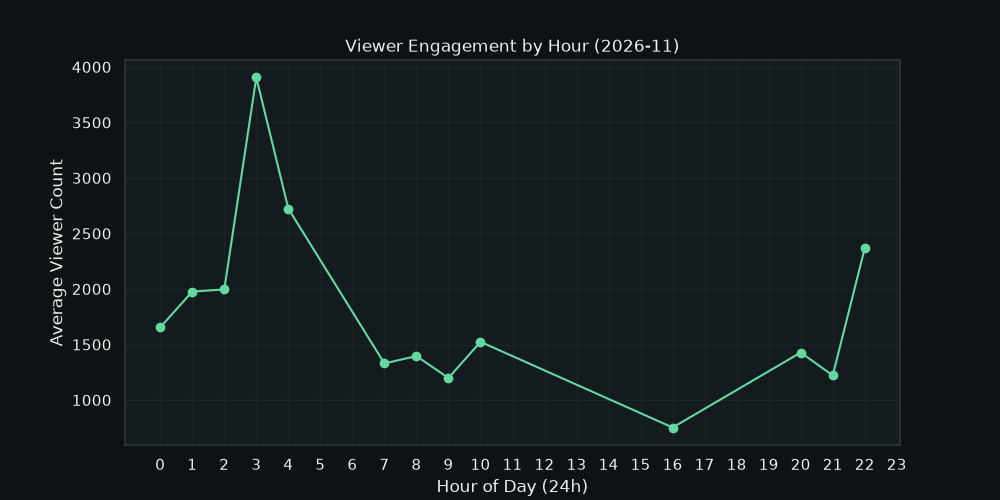 Viewer Engagement by Hour (2026-11)
4000
3500
3000
2500
2000
1500
1000
Average Viewer Count
0 1 2 3 4 5 6 7 8 9 10 11 12 13 14 15 16 17 18 19 20 21 22 23
Hour of Day (24h)